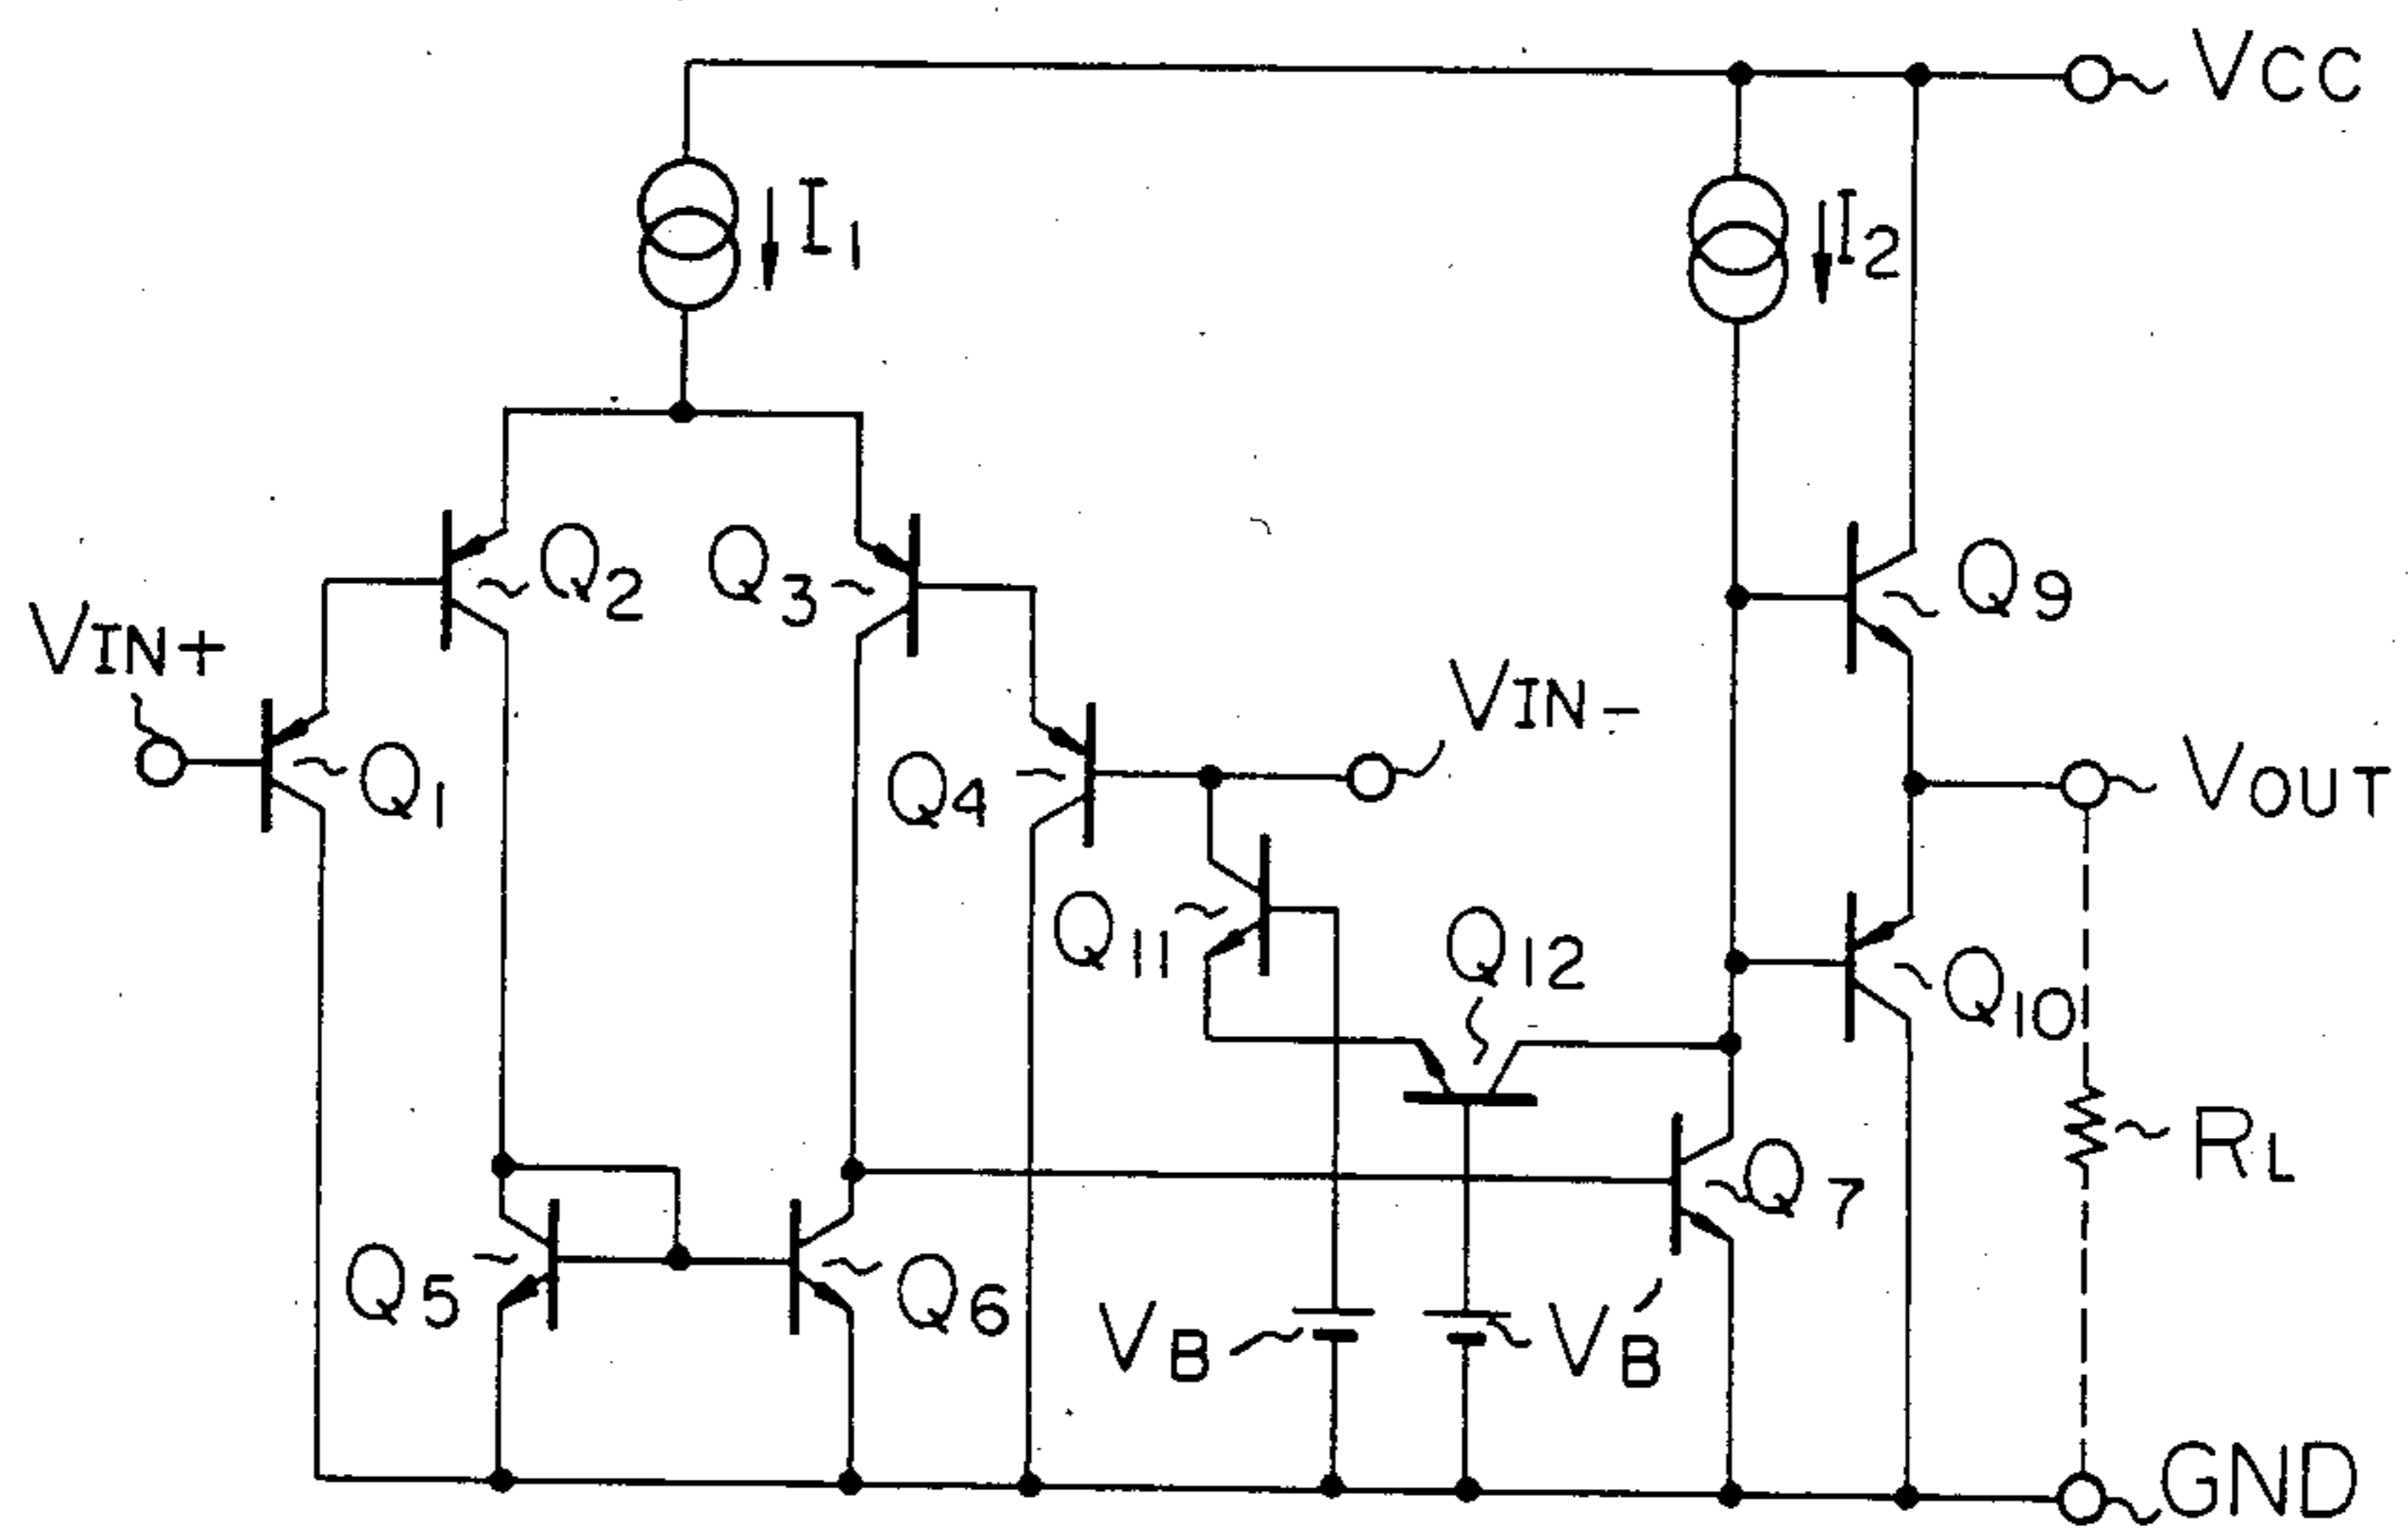 VCC
I1
I2
Q2
Q3
Q9
VIN+
VIN-
Q1
Q4
VOUT
Q11
Q12
Q10
RL
Q7
Q5
Q6
VB
VB'
GND